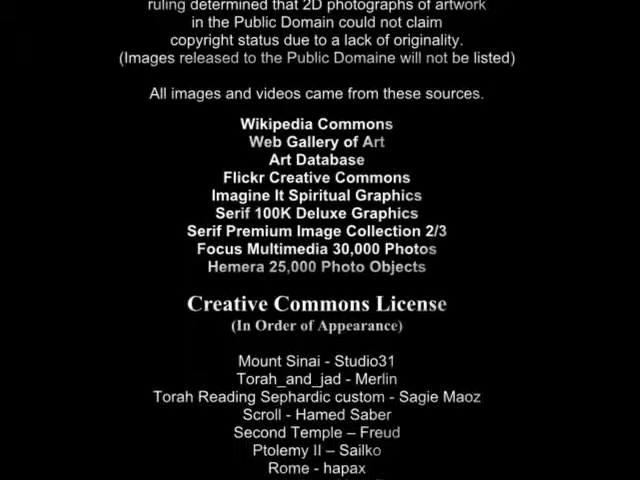 ruling determined that 2D photographs of artwork
in the Public Domain could not claim
copyright status due to a lack of originality.
(Images released to the Public Domaine will not be listed)
All images and videos came from these sources.
Wikipedia Commons
Web Gallery of Art
Art Database
Flickr Creative Commons
Imagine It Spiritual Graphics
Serif 100K Deluxe Graphics
Serif Premium Image Collection 2/3
Focus Multimedia 30,000 Photos
Hemera 25,000 Photo Objects
Creative Commons License
(In Order of Appearance)
Mount Sinai - Studio31
Torah_and_jad - Merlin
Torah Reading Sephardic custom - Sagie Maoz
Scroll - Hamed Saber
Second Temple – Freud
Ptolemy II – Sailko
Rome - hapax